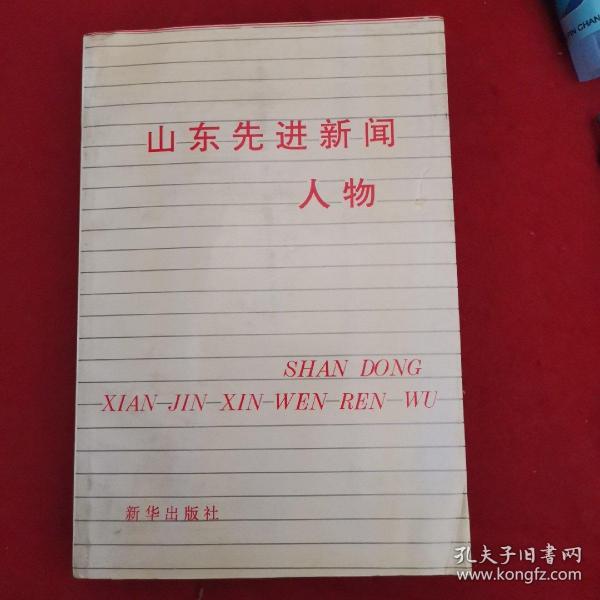 山东先进新闻
人物
SHAN DONG
XIAN JIN XIN WEN REN WU
新华出版社
孔夫子旧书网
www.kongfz.com